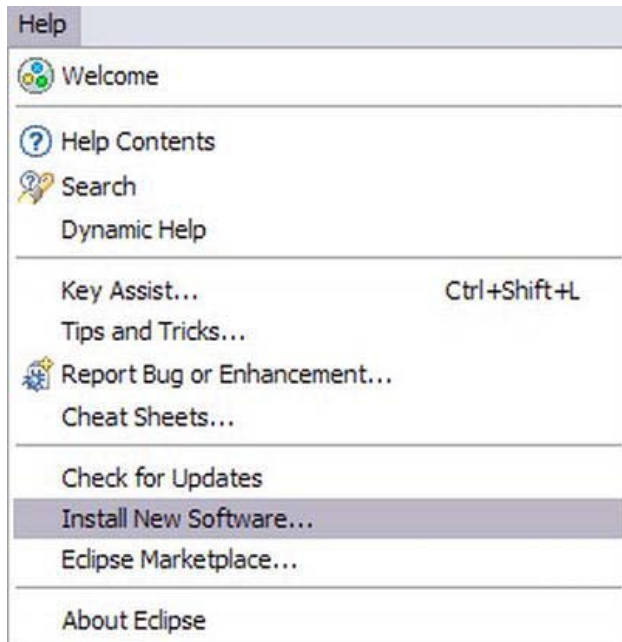 Help
Welcome
Help Contents
Search
Dynamic Help
Key Assist... Ctrl+Shift+L
Tips and Tricks...
Report Bug or Enhancement...
Cheat Sheets...
Check for Updates
Install New Software...
Eclipse Marketplace...
About Eclipse